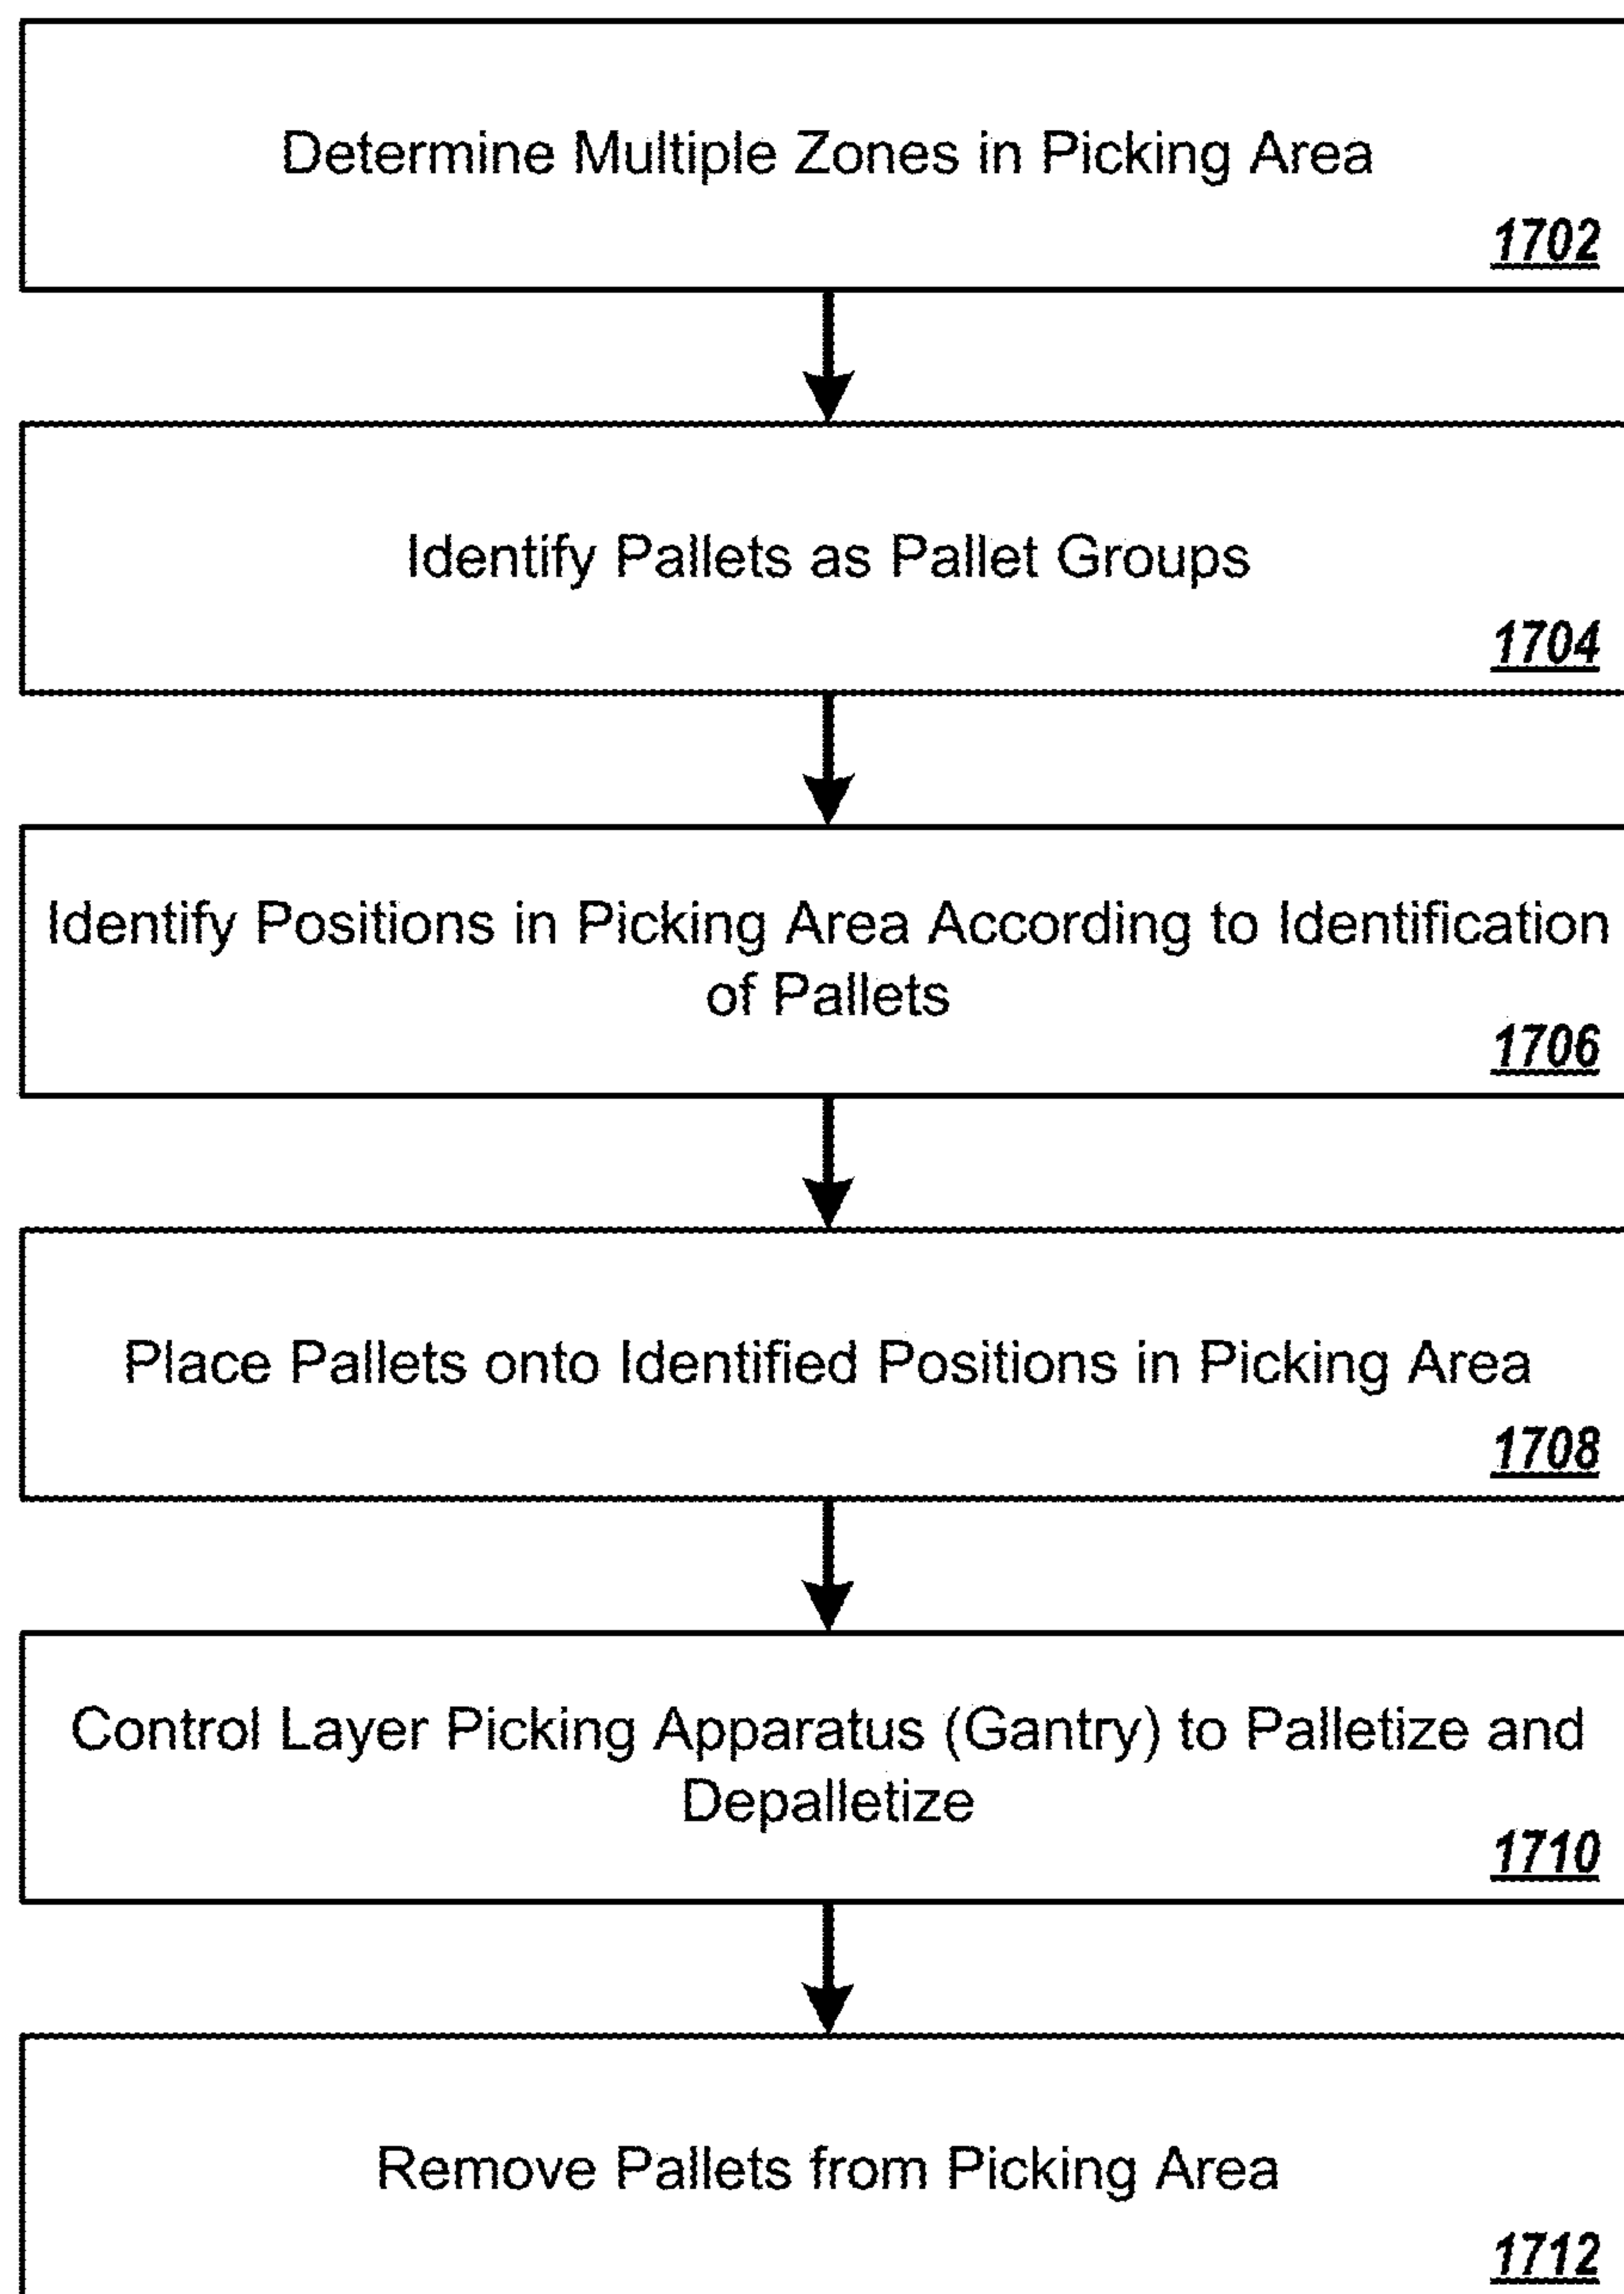 Determine Multiple Zones in Picking Area
1702
Identify Pallets as Pallet Groups
1704
Identify Positions in Picking Area According to Identification
of Pallets
1706
Place Pallets onto Identified Positions in Picking Area
1708
Control Layer Picking Apparatus (Gantry) to Palletize and
Depalletize
1710
Remove Pallets from Picking Area
1712